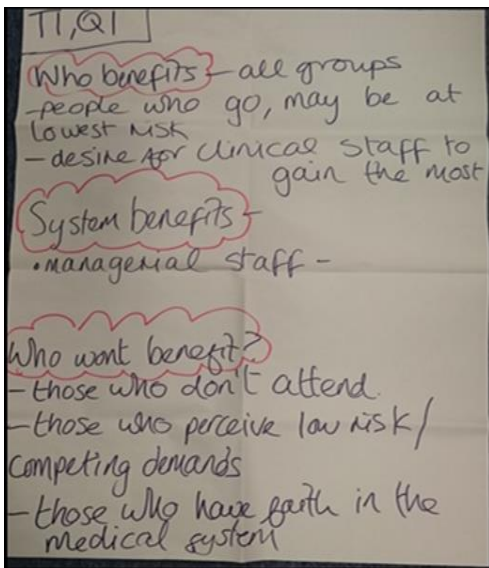 T1, Q1
Who benefits - all groups
- people who go, may be at
lowest risk
- desire for clinical staff to
gain the most
System benefits -
• managerial staff -
Who wont benefit?
- those who don't attend.
- those who perceive low risk/
competing demands
- those who have faith in the
medical system